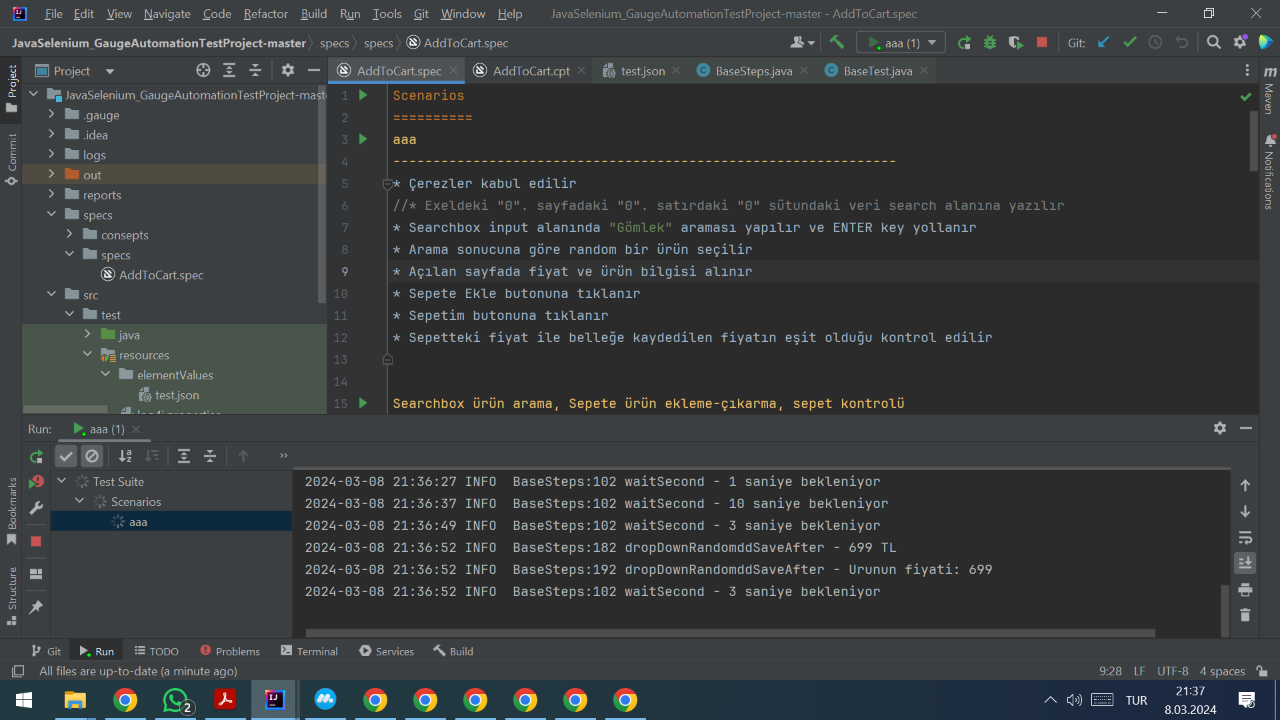 File Edit View Navigate Code Refactor Build Run Tools Git Window Help JavaSelenium_GaugeAutomationTestProject-master - AddToCart.spec
JavaSelenium_GaugeAutomationTestProject-master specs specs AddToCart.spec aaa (1) Git:
Project AddToCart.spec AddToCart.cpt test.json BaseSteps.java BaseTest.java
Project
Commit
Bookmarks
Structure
JavaSelenium_GaugeAutomationTestProject-mast
.gauge
.idea
logs
out
reports
specs
consepts
specs
AddToCart.spec
src
test
java
resources
elementValues
test.json
log4j.properties
1 Scenarios
2 ==========
3 aaa
4 ---------------------------------------------------------------
5 * Çerezler kabul edilir
6 //* Exeldeki "0". sayfadaki "0". satırdaki "0" sütundaki veri search alanına yazılır
7 * Searchbox input alanında "Gömlek" araması yapılır ve ENTER key yollanır
8 * Arama sonucuna göre random bir ürün seçilir
9 * Açılan sayfada fiyat ve ürün bilgisi alınır
10 * Sepete Ekle butonuna tıklanır
11 * Sepetim butonuna tıklanır
12 * Sepetteki fiyat ile belleğe kaydedilen fiyatın eşit olduğu kontrol edilir
13
14
15 Searchbox ürün arama, Sepete ürün ekleme-çıkarma, sepet kontrolü
m Maven
Notifications
Run: aaa (1)
Test Suite
Scenarios
aaa
2024-03-08 21:36:27 INFO  BaseSteps:102 waitSecond - 1 saniye bekleniyor
2024-03-08 21:36:37 INFO  BaseSteps:102 waitSecond - 10 saniye bekleniyor
2024-03-08 21:36:49 INFO  BaseSteps:102 waitSecond - 3 saniye bekleniyor
2024-03-08 21:36:52 INFO  BaseSteps:182 dropDownRandomddSaveAfter - 699 TL
2024-03-08 21:36:52 INFO  BaseSteps:192 dropDownRandomddSaveAfter - Urunun fiyati: 699
2024-03-08 21:36:52 INFO  BaseSteps:102 waitSecond - 3 saniye bekleniyor
Git Run TODO Problems Terminal Services Build
All files are up-to-date (a minute ago) 9:28 LF UTF-8 4 spaces
2 TUR 21:37
8.03.2024